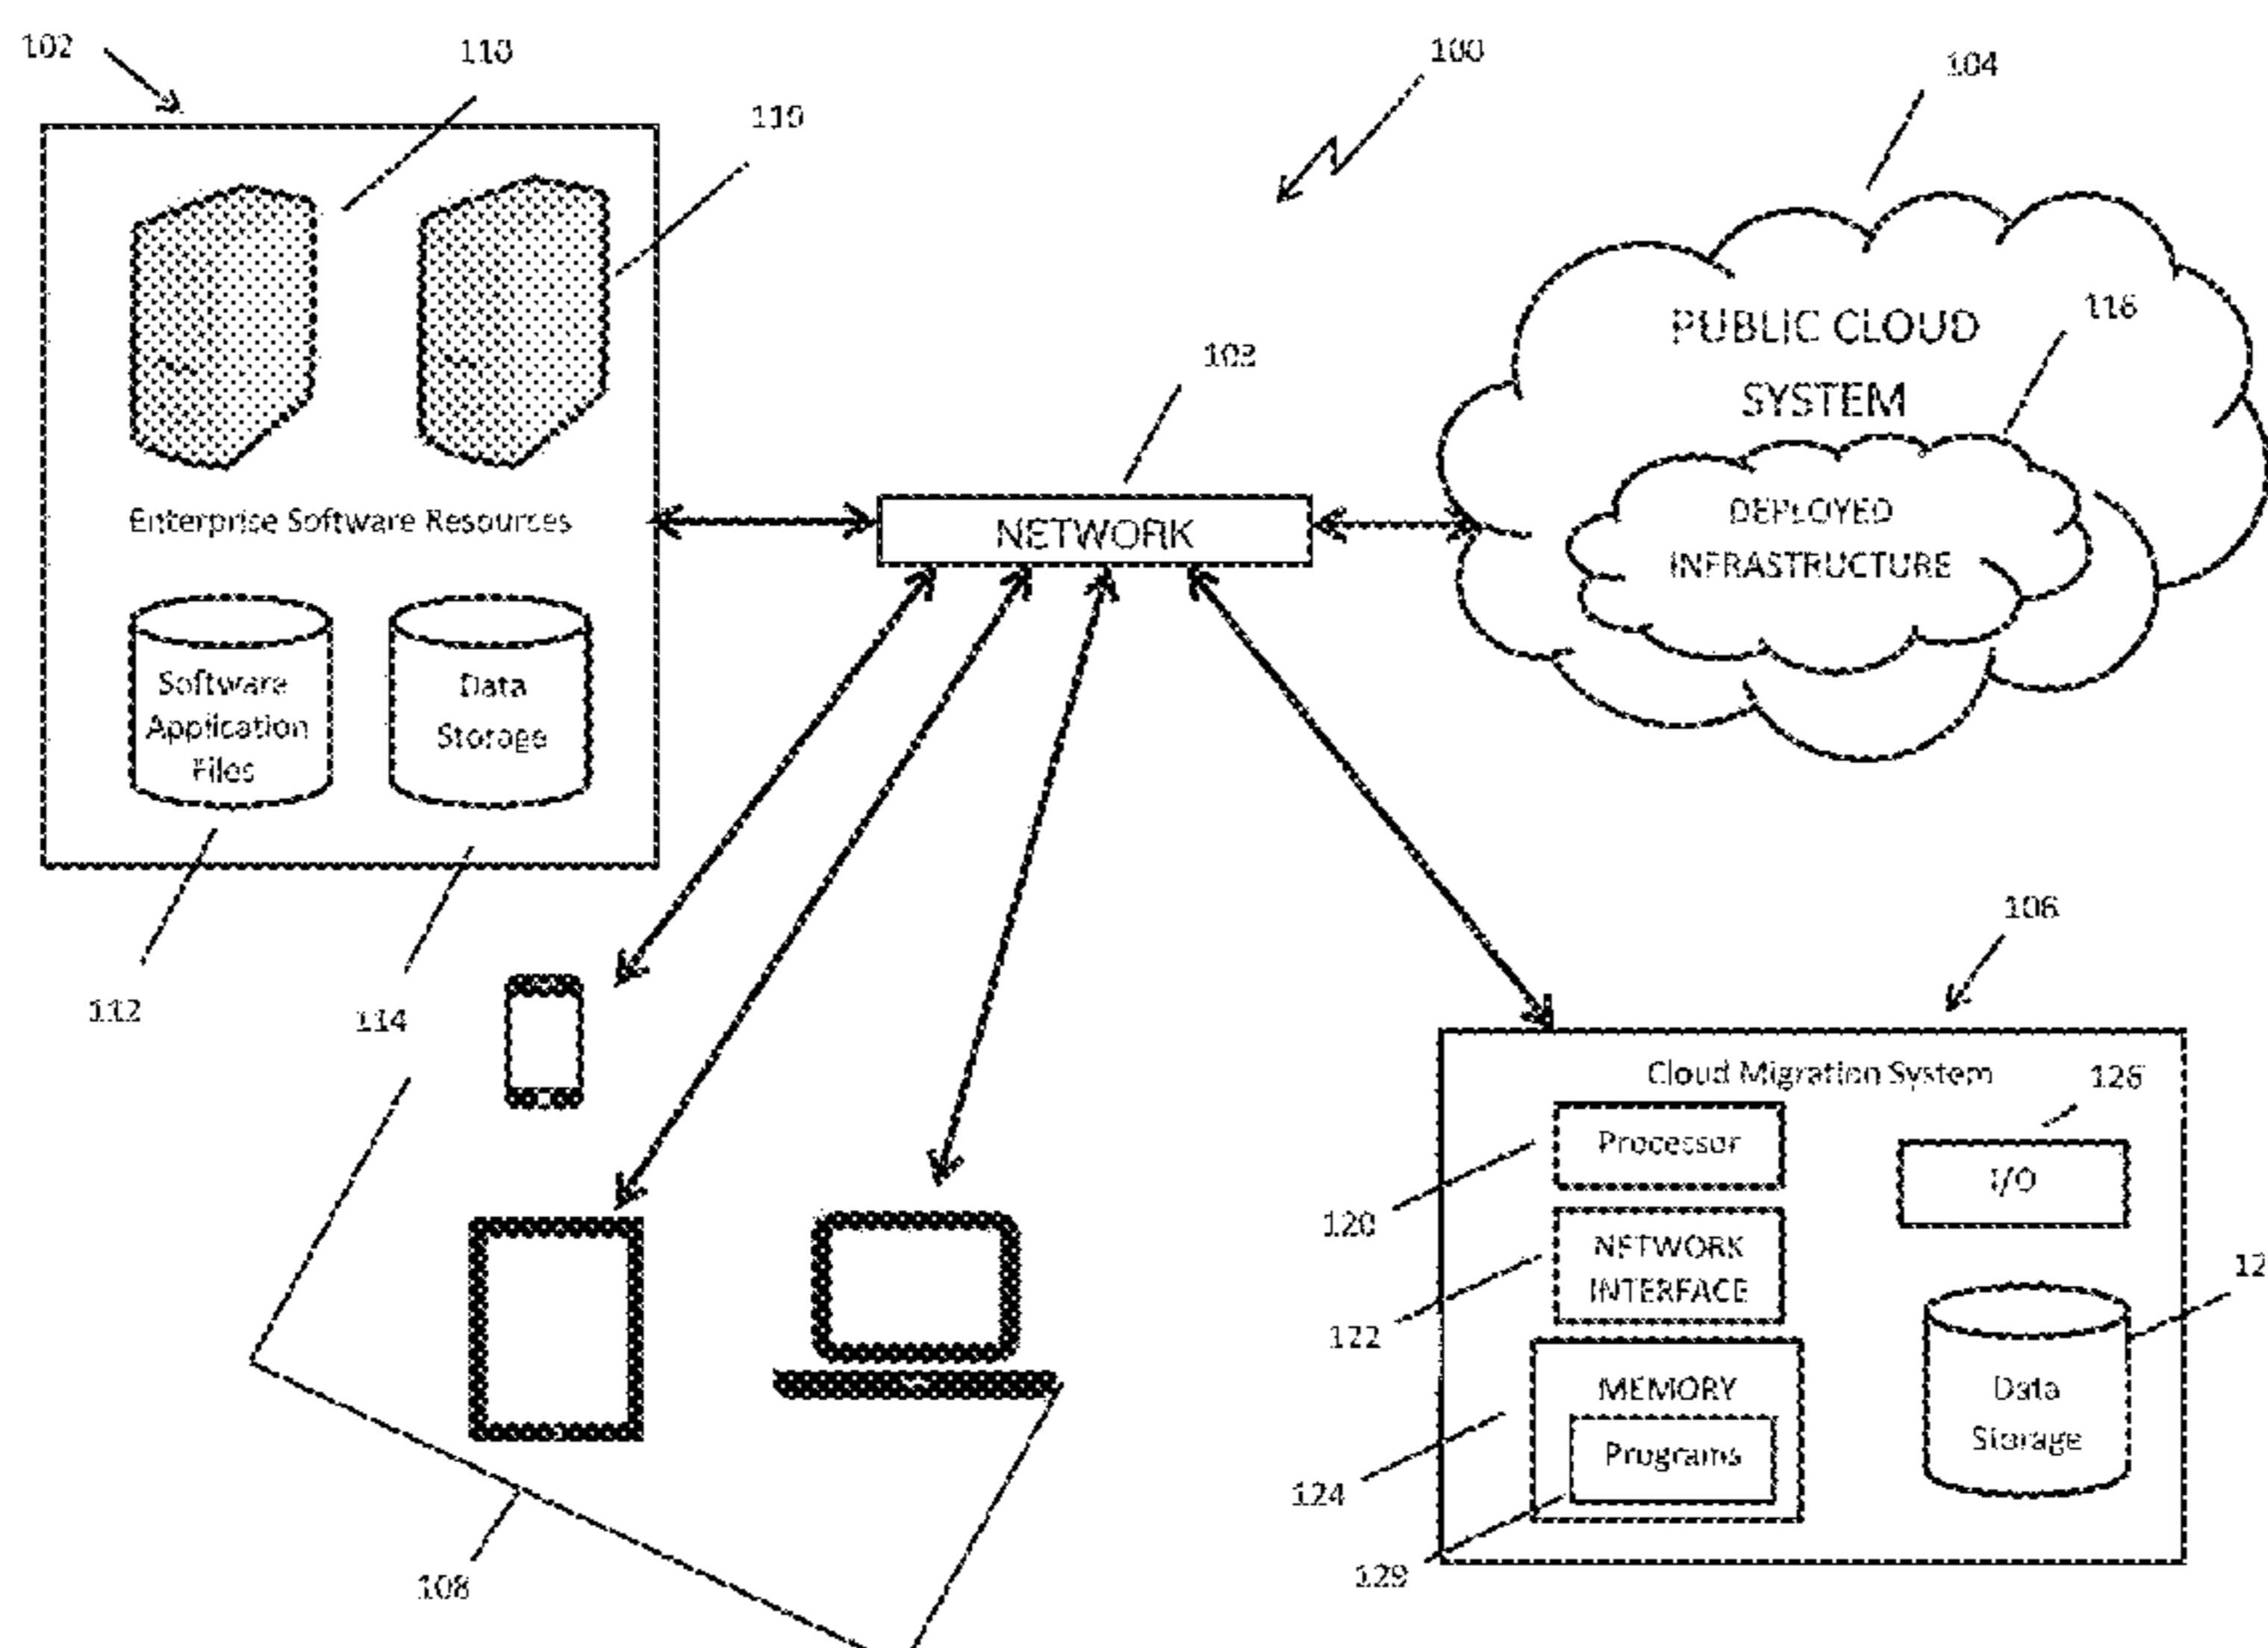 102
110
110
100
104
PUBLIC CLOUD
SYSTEM
116
103
NETWORK
DEPLOYED
INFRASTRUCTURE
Enterprise Software Resources
Software
Application
Files
Data
Storage
112
114
108
106
Cloud Migration System
126
Processor
I/O
120
NETWORK
INTERFACE
122
12
MEMORY
Programs
124
129
Data
Storage